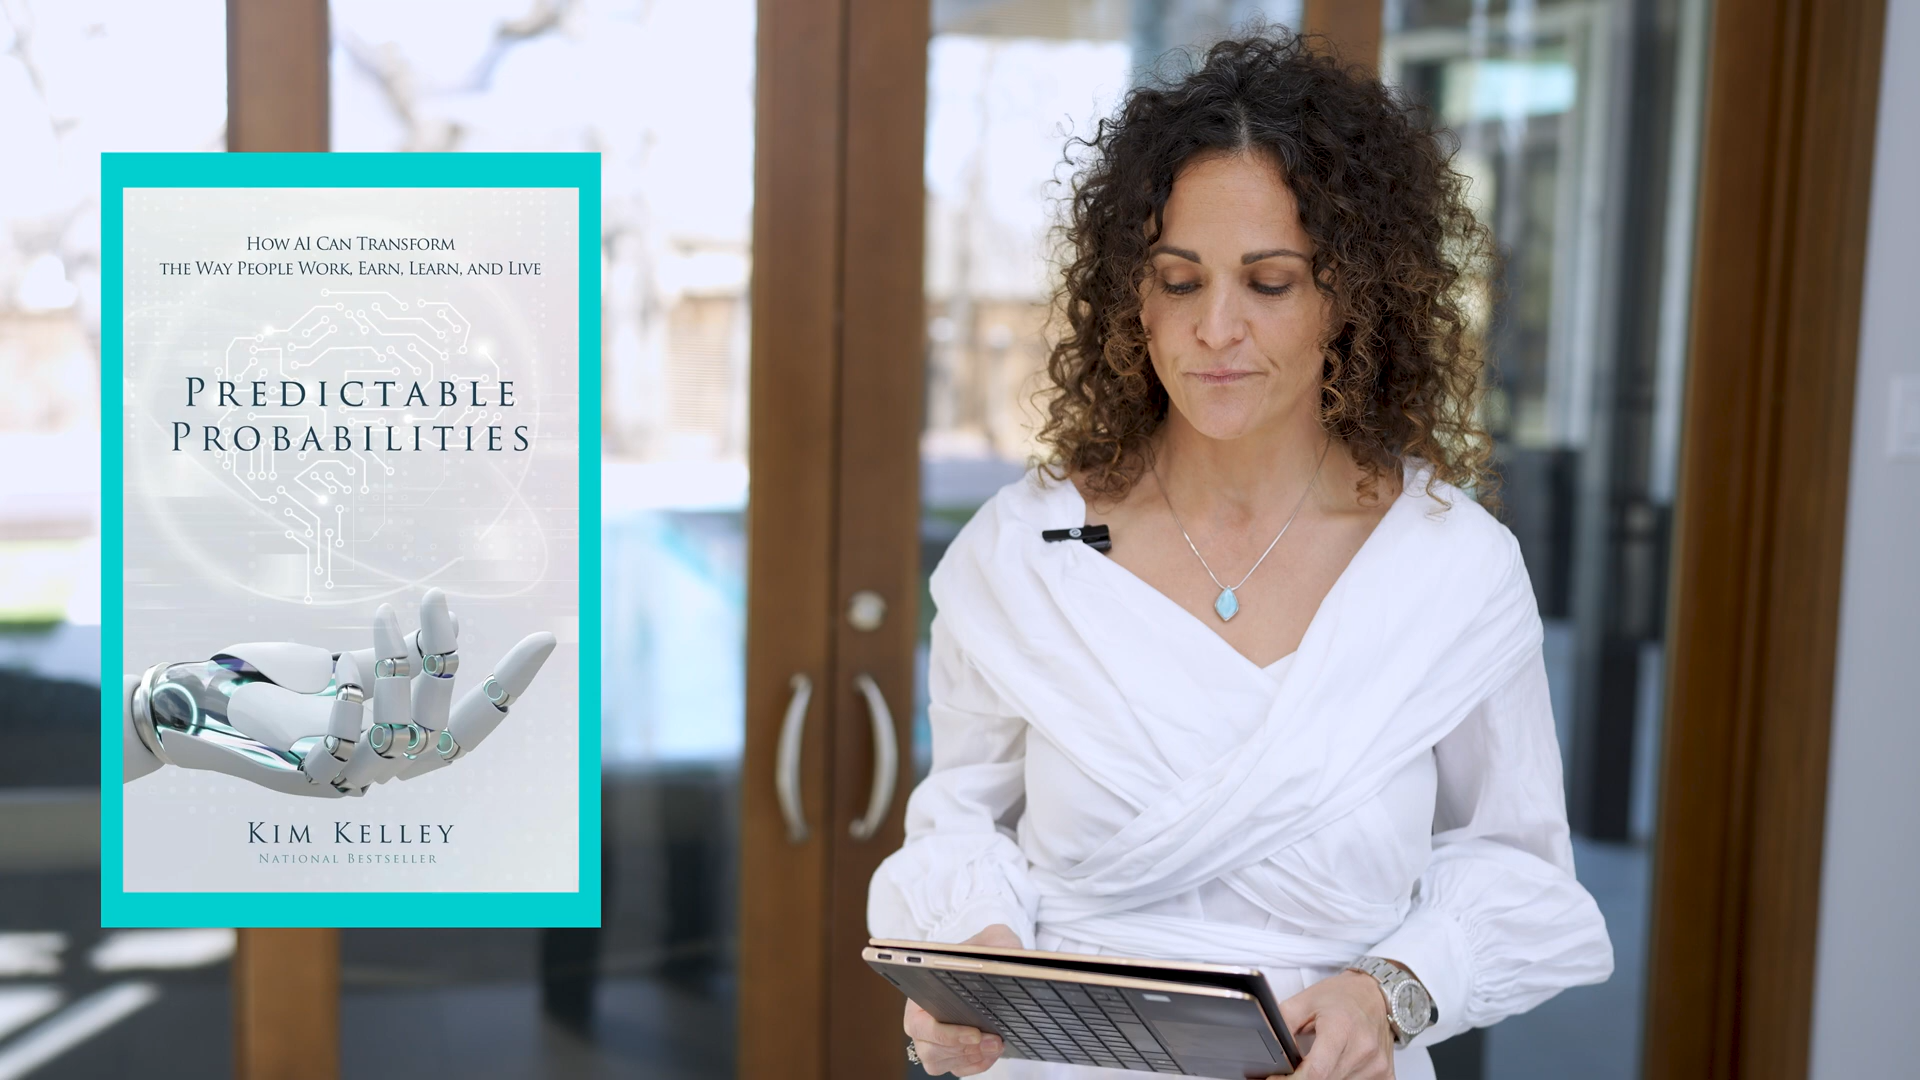 How AI Can Transform
the Way People Work, Earn, Learn, and Live
Predictable
Probabilities
Kim Kelley
National Bestseller